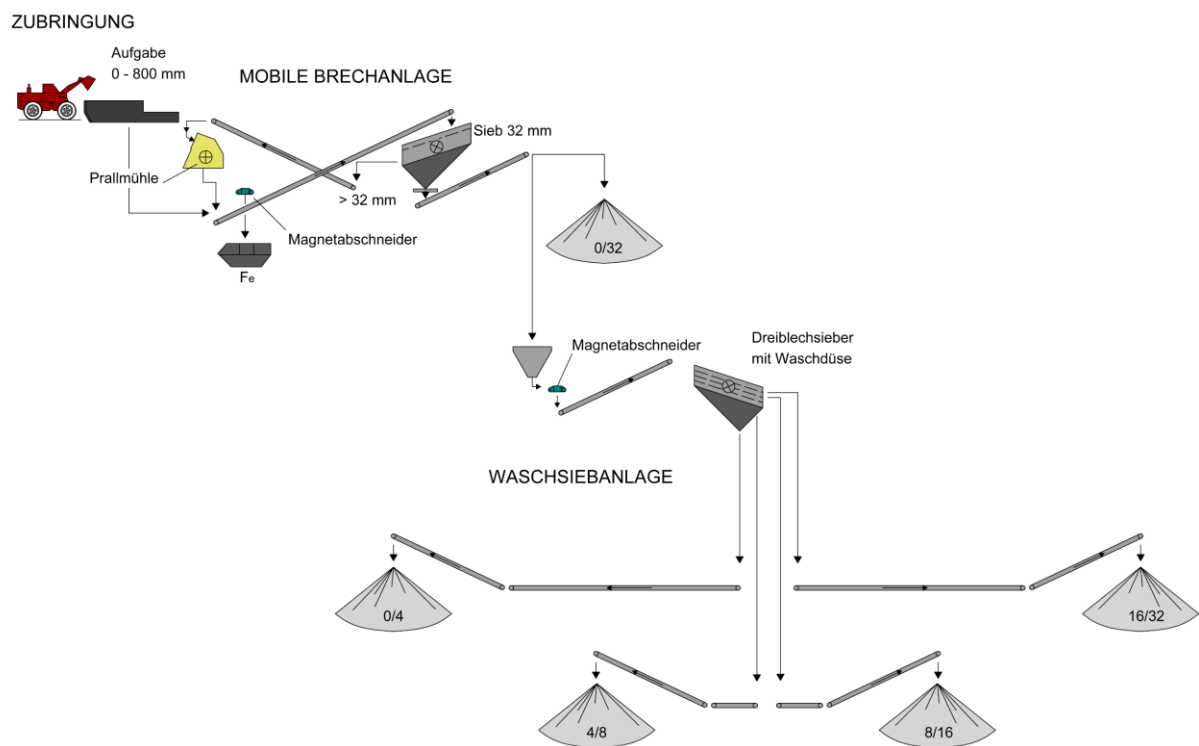 ZUBRINGUNG
Aufgabe
0 - 800 mm
MOBILE BRECHANLAGE
Sieb 32 mm
Prallmühle
> 32 mm
Magnetabschneider
Fe
0/32
Magnetabschneider
Dreiblechsieber
mit Waschdüse
WASCHSIEBANLAGE
0/4
16/32
4/8
8/16